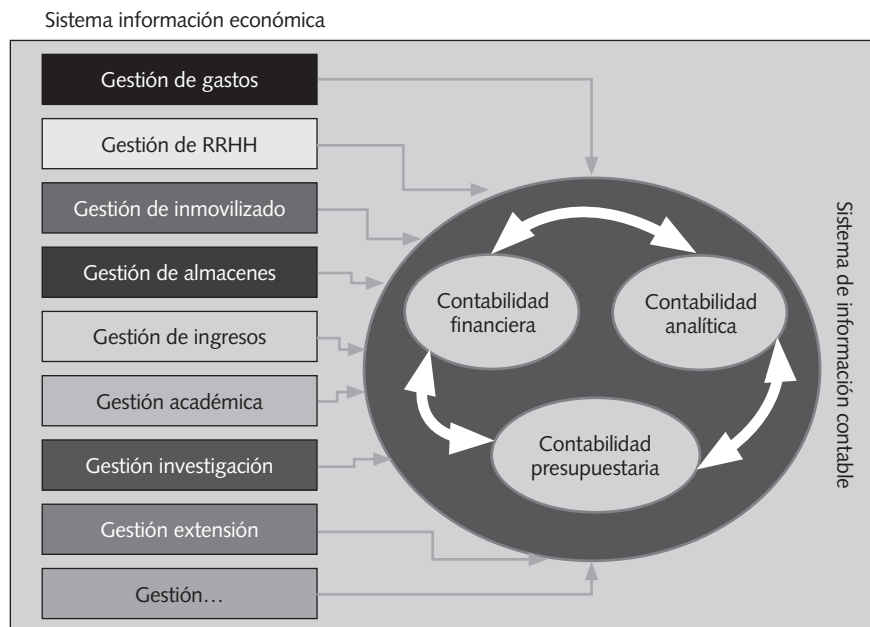 Sistema información económica
Gestión de gastos
Gestión de RRHH
Gestión de inmovilizado
Gestión de almacenes
Gestión de ingresos
Gestión académica
Gestión investigación
Gestión extensión
Gestión…
Contabilidad
financiera
Contabilidad
analítica
Contabilidad
presupuestaria
Sistema de información contable